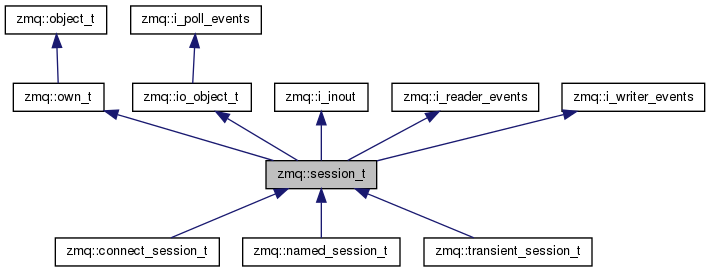 zmq::object_t
zmq::i_poll_events
zmq::own_t
zmq::io_object_t
zmq::i_inout
zmq::i_reader_events
zmq::i_writer_events
zmq::session_t
zmq::connect_session_t
zmq::named_session_t
zmq::transient_session_t